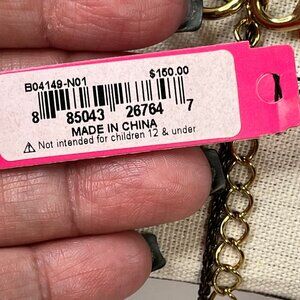 B04149-N01 $150.00
8 85043 26764 7
MADE IN CHINA
⚠ Not intended for children 12 & under